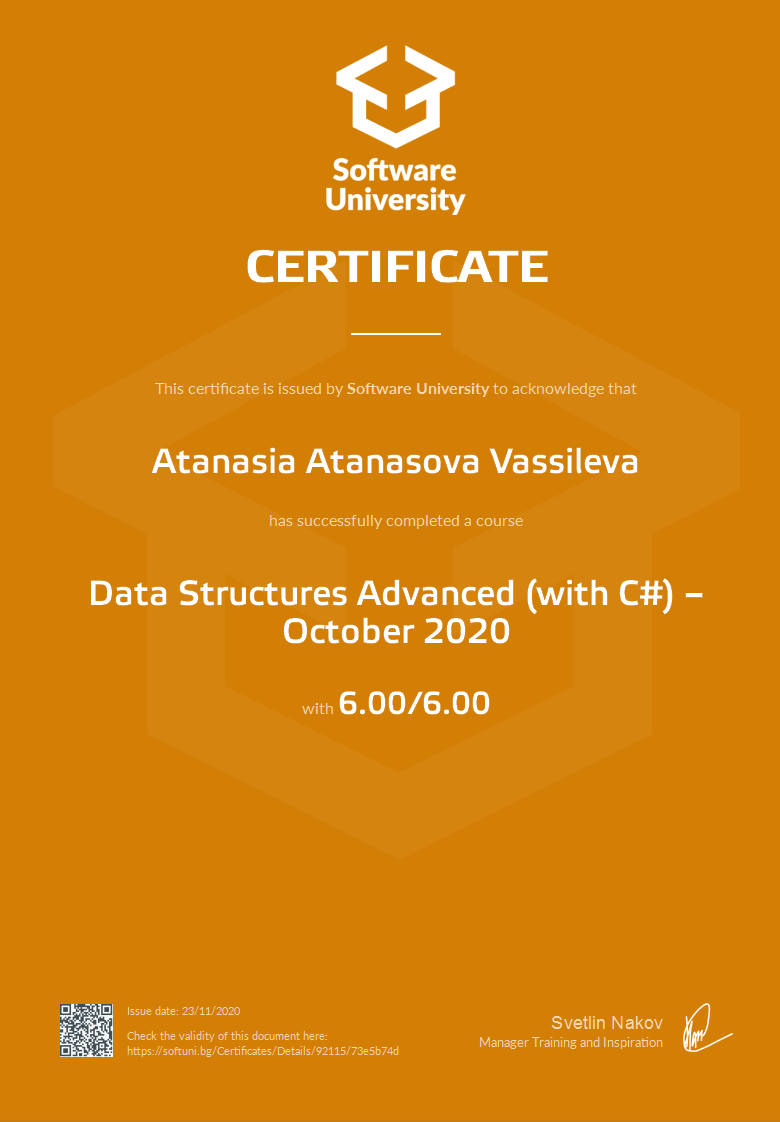 Software
University
CERTIFICATE
This certificate is issued by Software University to acknowledge that
Atanasia Atanasova Vassileva
has successfully completed a course
Data Structures Advanced (with C#) –
October 2020
with 6.00/6.00
Issue date: 23/11/2020
Check the validity of this document here:
https://softuni.bg/Certificates/Details/92115/73e5b74d
Svetlin Nakov
Manager Training and Inspiration